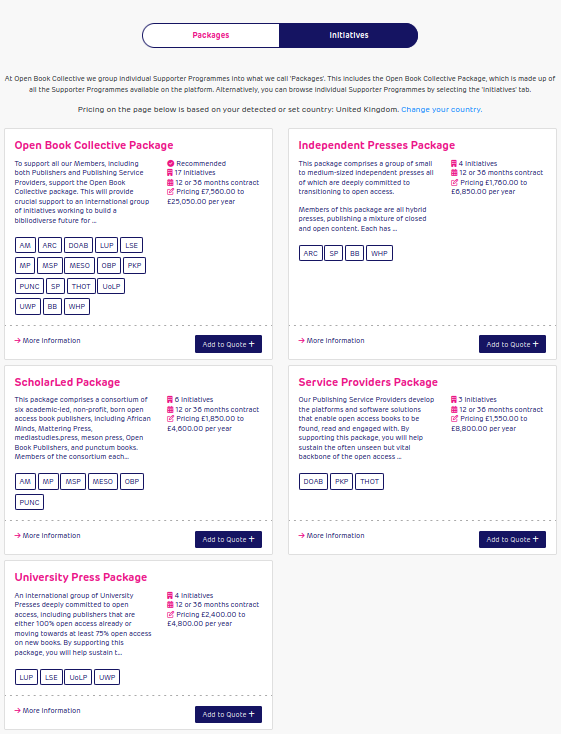 Packages
Initiatives
At Open Book Collective we group individual Supporter Programmes into what we call 'Packages'. This includes the Open Book Collective Package, which is made up of
all the Supporter Programmes available on the platform. Alternatively, you can browse individual Supporter Programmes by selecting the 'Initiatives' tab.
Pricing on the page below is based on your detected or set country: United Kingdom. Change your country.
Open Book Collective Package
To support all our Members, including
both Publishers and Publishing Service
Providers, support the Open Book
Collective package. This will provide
crucial support to an international group
of initiatives working to build a
bibliodiverse future for ...
Recommended
17 Initiatives
12 or 36 months contract
Pricing £7,560.00 to
£25,050.00 per year
AM ARC DOAB LUP LSE
MP MSP MESO OBP PKP
PUNC SP THOT UoLP
UWP BB WHP
More information
Add to Quote +
Independent Presses Package
This package comprises a group of small
to medium-sized independent presses all
of which are deeply committed to
transitioning to open access.
Members of this package are all hybrid
presses, publishing a mixture of closed
and open content. Each has ...
4 Initiatives
12 or 36 months contract
Pricing £1,760.00 to
£6,850.00 per year
ARC SP BB WHP
More information
Add to Quote +
ScholarLed Package
This package comprises a consortium of
six academic-led, non-profit, born open
access book publishers, including African
Minds, Mattering Press,
mediastudies.press, meson press, Open
Book Publishers, and punctum books.
Members of the consortium each...
6 Initiatives
12 or 36 months contract
Pricing £1,850.00 to
£4,600.00 per year
AM MP MSP MESO OBP
PUNC
More information
Add to Quote +
Service Providers Package
Our Publishing Service Providers develop
the platforms and software solutions
that enable open access books to be
found, read and engaged with. By
supporting this package, you will help
sustain the often unseen but vital
backbone of the open access ...
3 Initiatives
12 or 36 months contract
Pricing £1,550.00 to
£8,800.00 per year
DOAB PKP THOT
More information
Add to Quote +
University Press Package
An international group of University
Presses deeply committed to open
access, including publishers that are
either 100% open access already or
moving towards at least 75% open access
on new books. By supporting this
package, you will help sustain t...
4 Initiatives
12 or 36 months contract
Pricing £2,400.00 to
£4,800.00 per year
LUP LSE UoLP UWP
More information
Add to Quote +